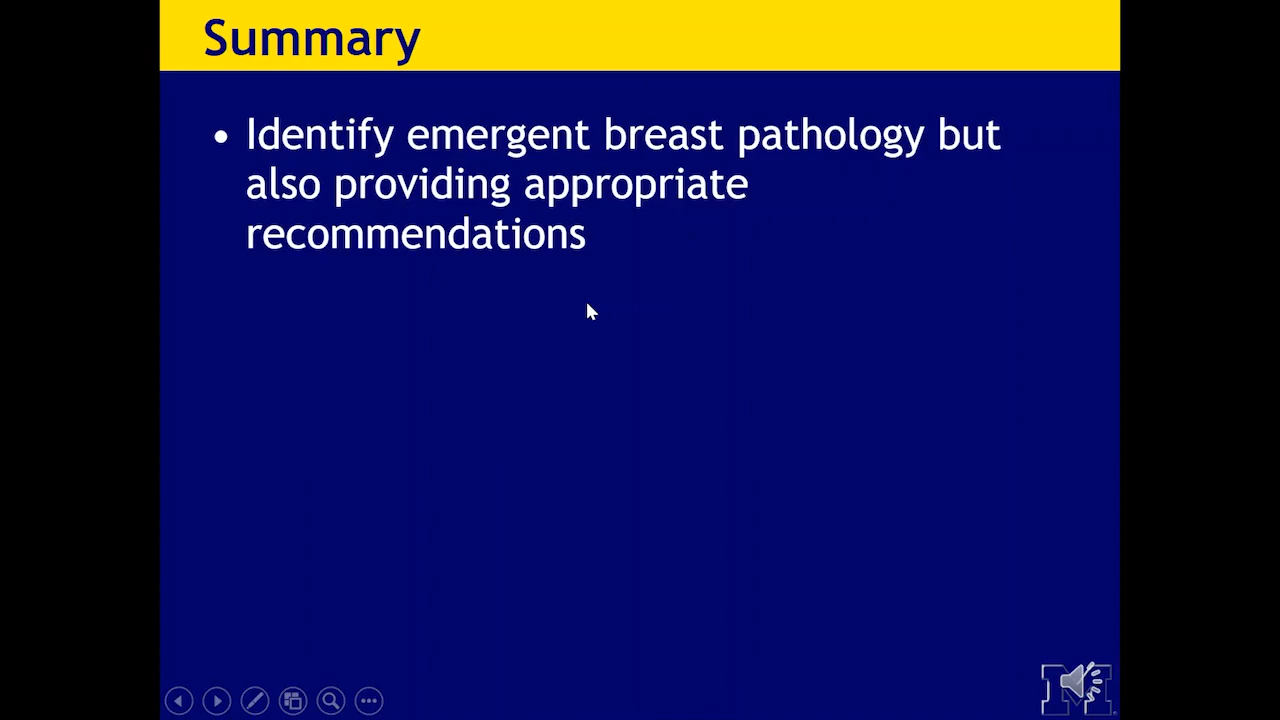 Summary
• Identify emergent breast pathology but
also providing appropriate
recommendations
M